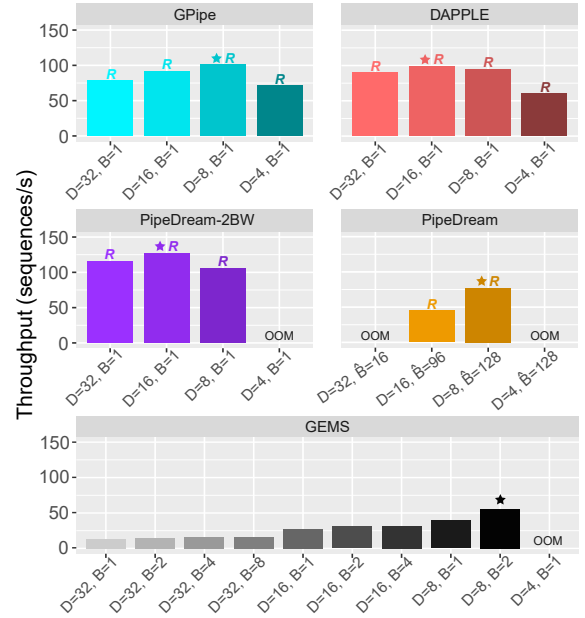 GPipe
DAPPLE
Throughput (sequences/s)
150
100
50
0
R
R
★ R
R
R
★ R
R
R
D=32, B=1
D=16, B=1
D=8, B=1
D=4, B=1
D=32, B=1
D=16, B=1
D=8, B=1
D=4, B=1
PipeDream-2BW
PipeDream
150
100
50
0
R
★ R
R
OOM
OOM
R
★ R
OOM
D=32, B=1
D=16, B=1
D=8, B=1
D=4, B=1
D=32, B̂=16
D=16, B̂=96
D=8, B̂=128
D=4, B̂=128
GEMS
150
100
50
0
★
OOM
D=32, B=1
D=32, B=2
D=32, B=4
D=32, B=8
D=16, B=1
D=16, B=2
D=16, B=4
D=8, B=1
D=8, B=2
D=4, B=1